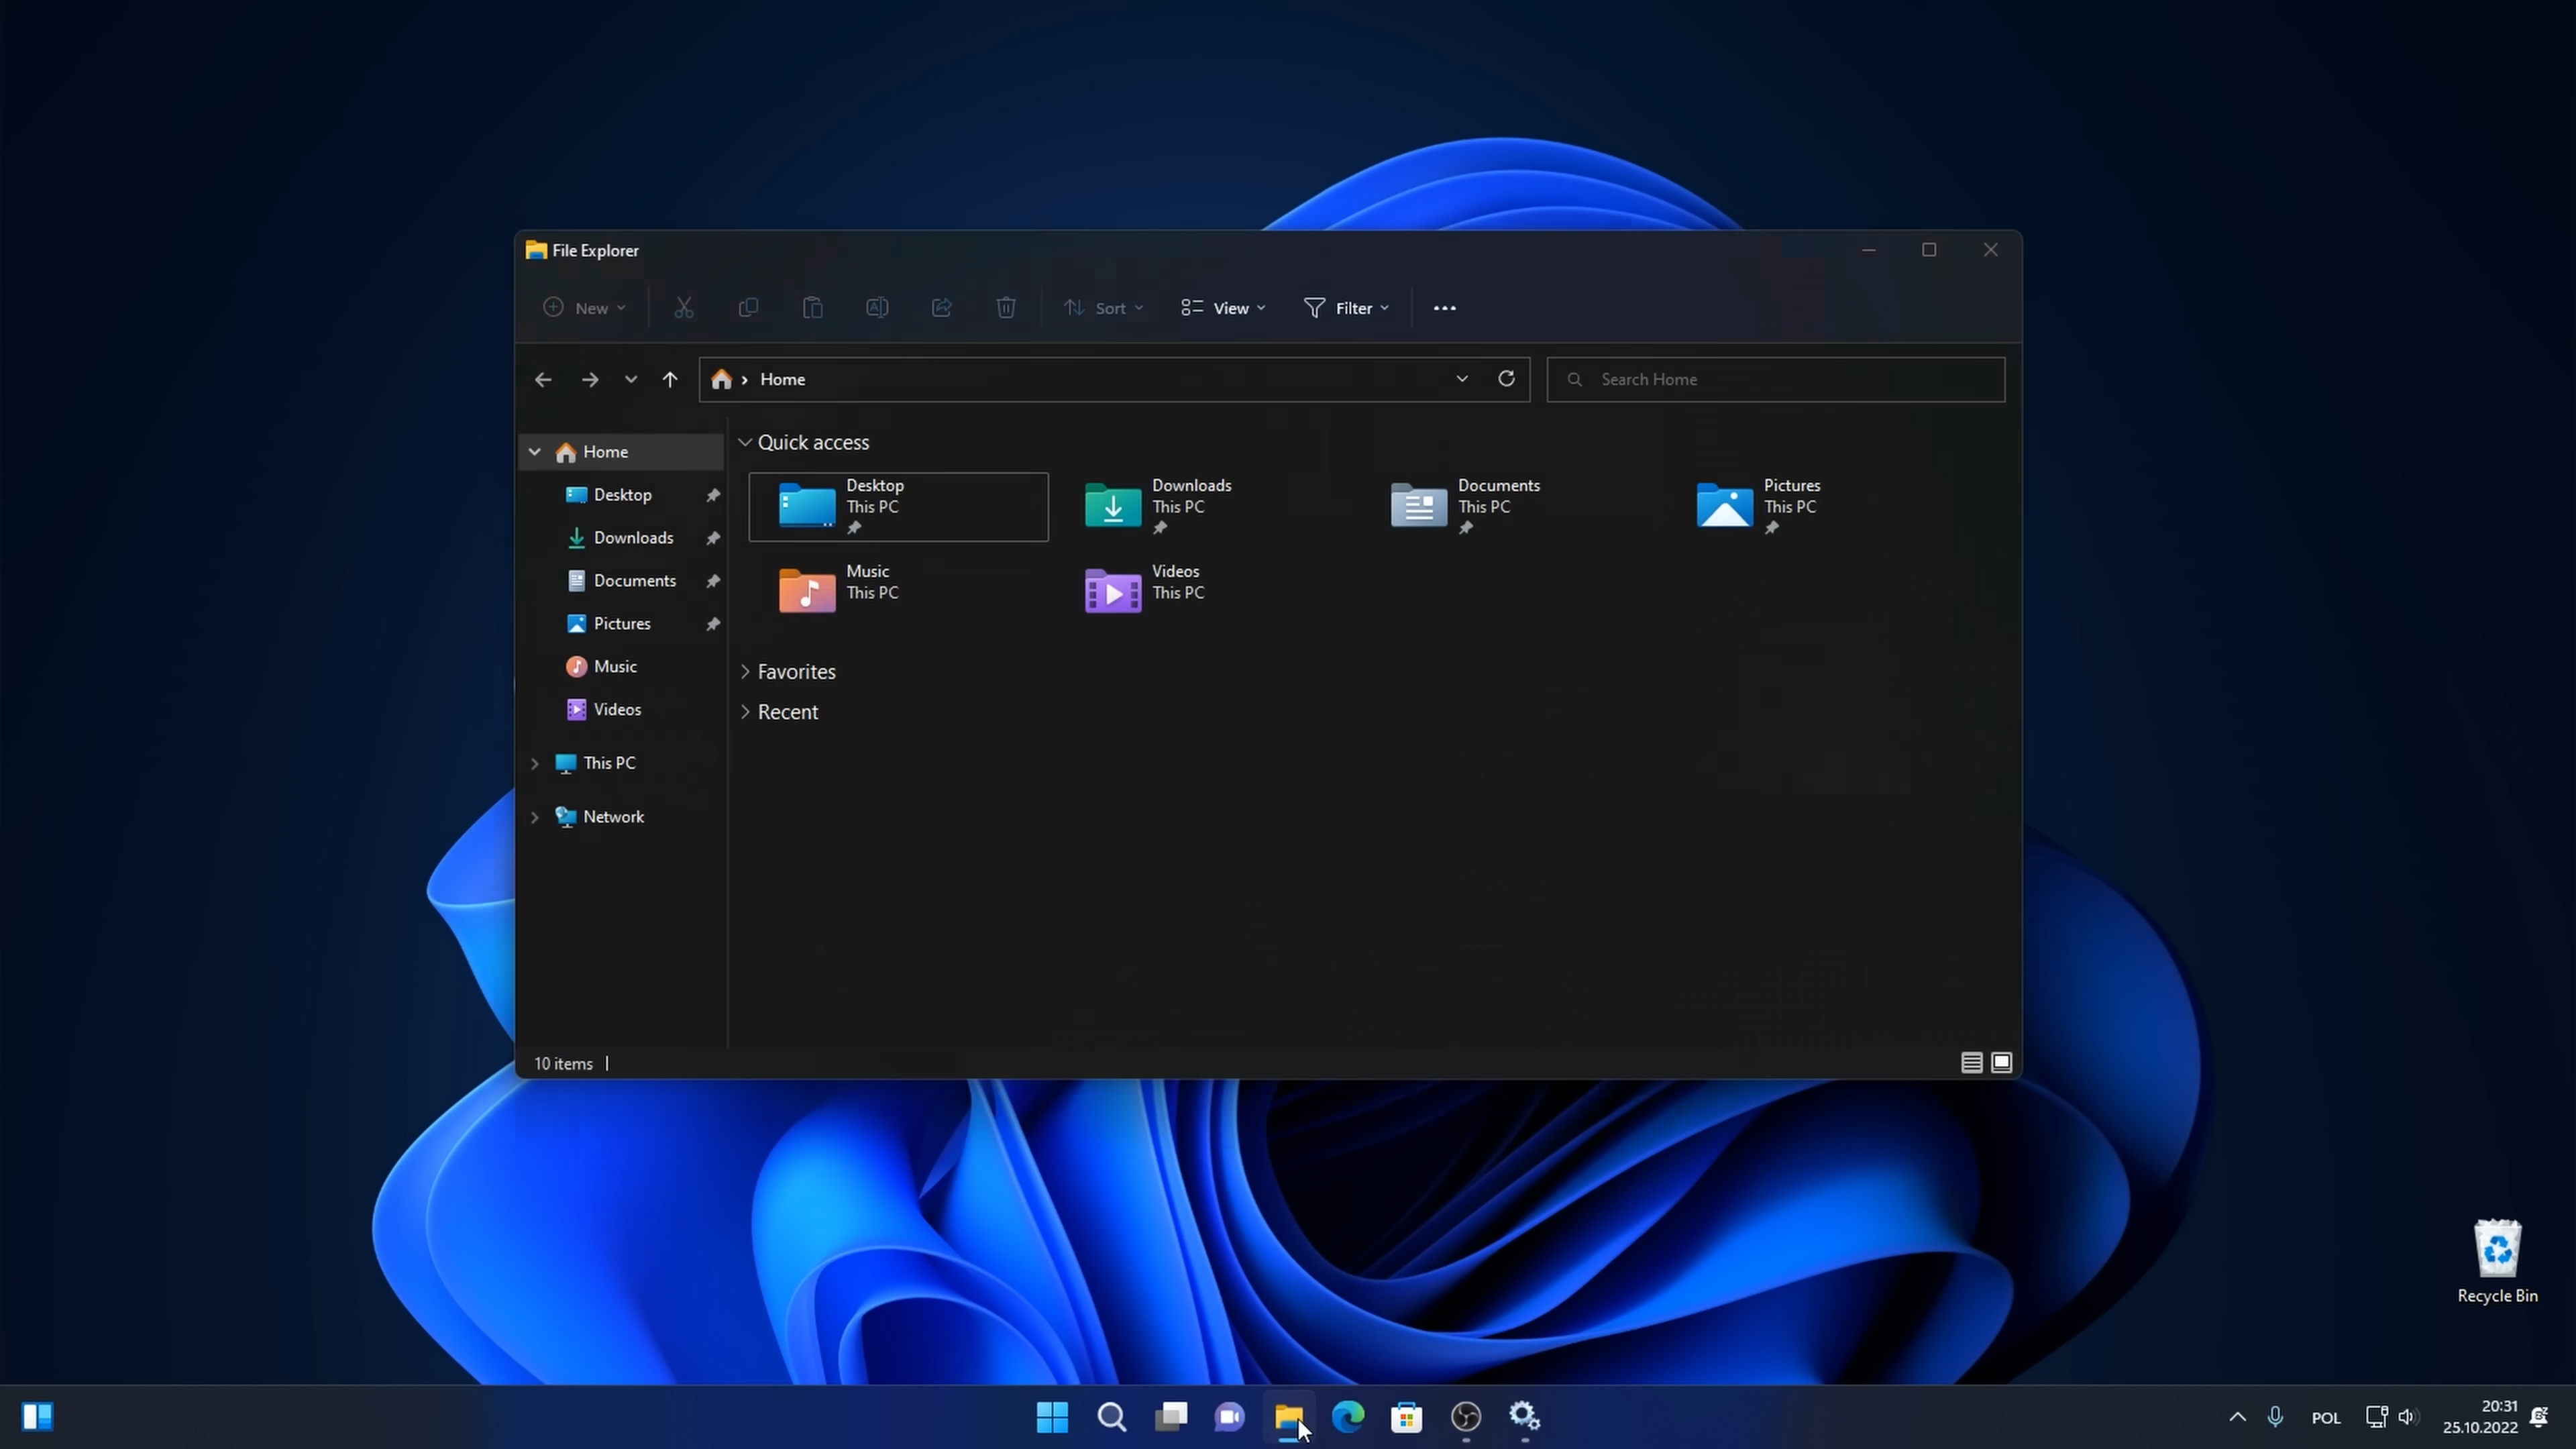 File Explorer
New
Sort
View
Filter
Home
Search Home
Home
Desktop
Downloads
Documents
Pictures
Music
Videos
This PC
Network
Quick access
Desktop
This PC
Downloads
This PC
Documents
This PC
Pictures
This PC
Music
This PC
Videos
This PC
Favorites
Recent
10 items
Recycle Bin
POL
20:31
25.10.2022